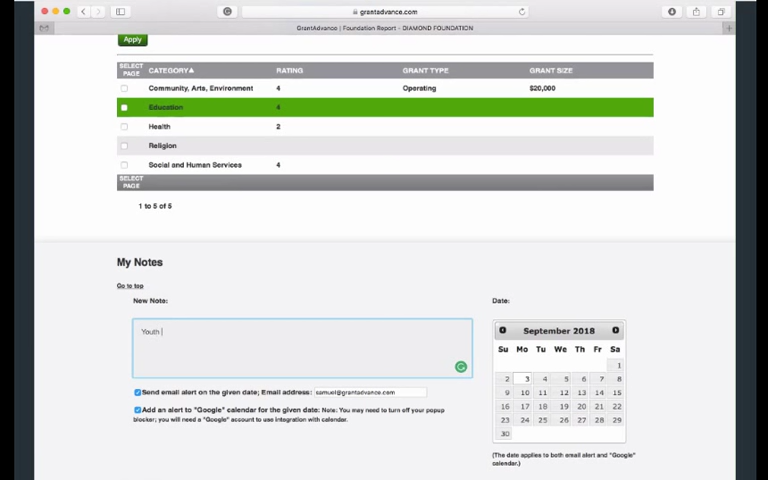 grantadvance.com
GrantAdvance | Foundation Report - DIAMOND FOUNDATION
Apply
SELECT PAGE CATEGORY▲ RATING GRANT TYPE GRANT SIZE
Community, Arts, Environment 4 Operating $20,000
Education 4
Health 2
Religion
Social and Human Services 4
SELECT PAGE
1 to 5 of 5
My Notes
Go to top
New Note: Date:
Youth
September 2018
Su Mo Tu We Th Fr Sa
1
2 3 4 5 6 7 8
9 10 11 12 13 14 15
16 17 18 19 20 21 22
23 24 25 26 27 28 29
30
Send email alert on the given date; Email address: samuel@grantadvance.com
Add an alert to "Google" calendar for the given date: Note: You may need to turn off your popup
blocker; you will need a "Google" account to use integration with calendar.
(The date applies to both email alert and "Google"
calendar.)